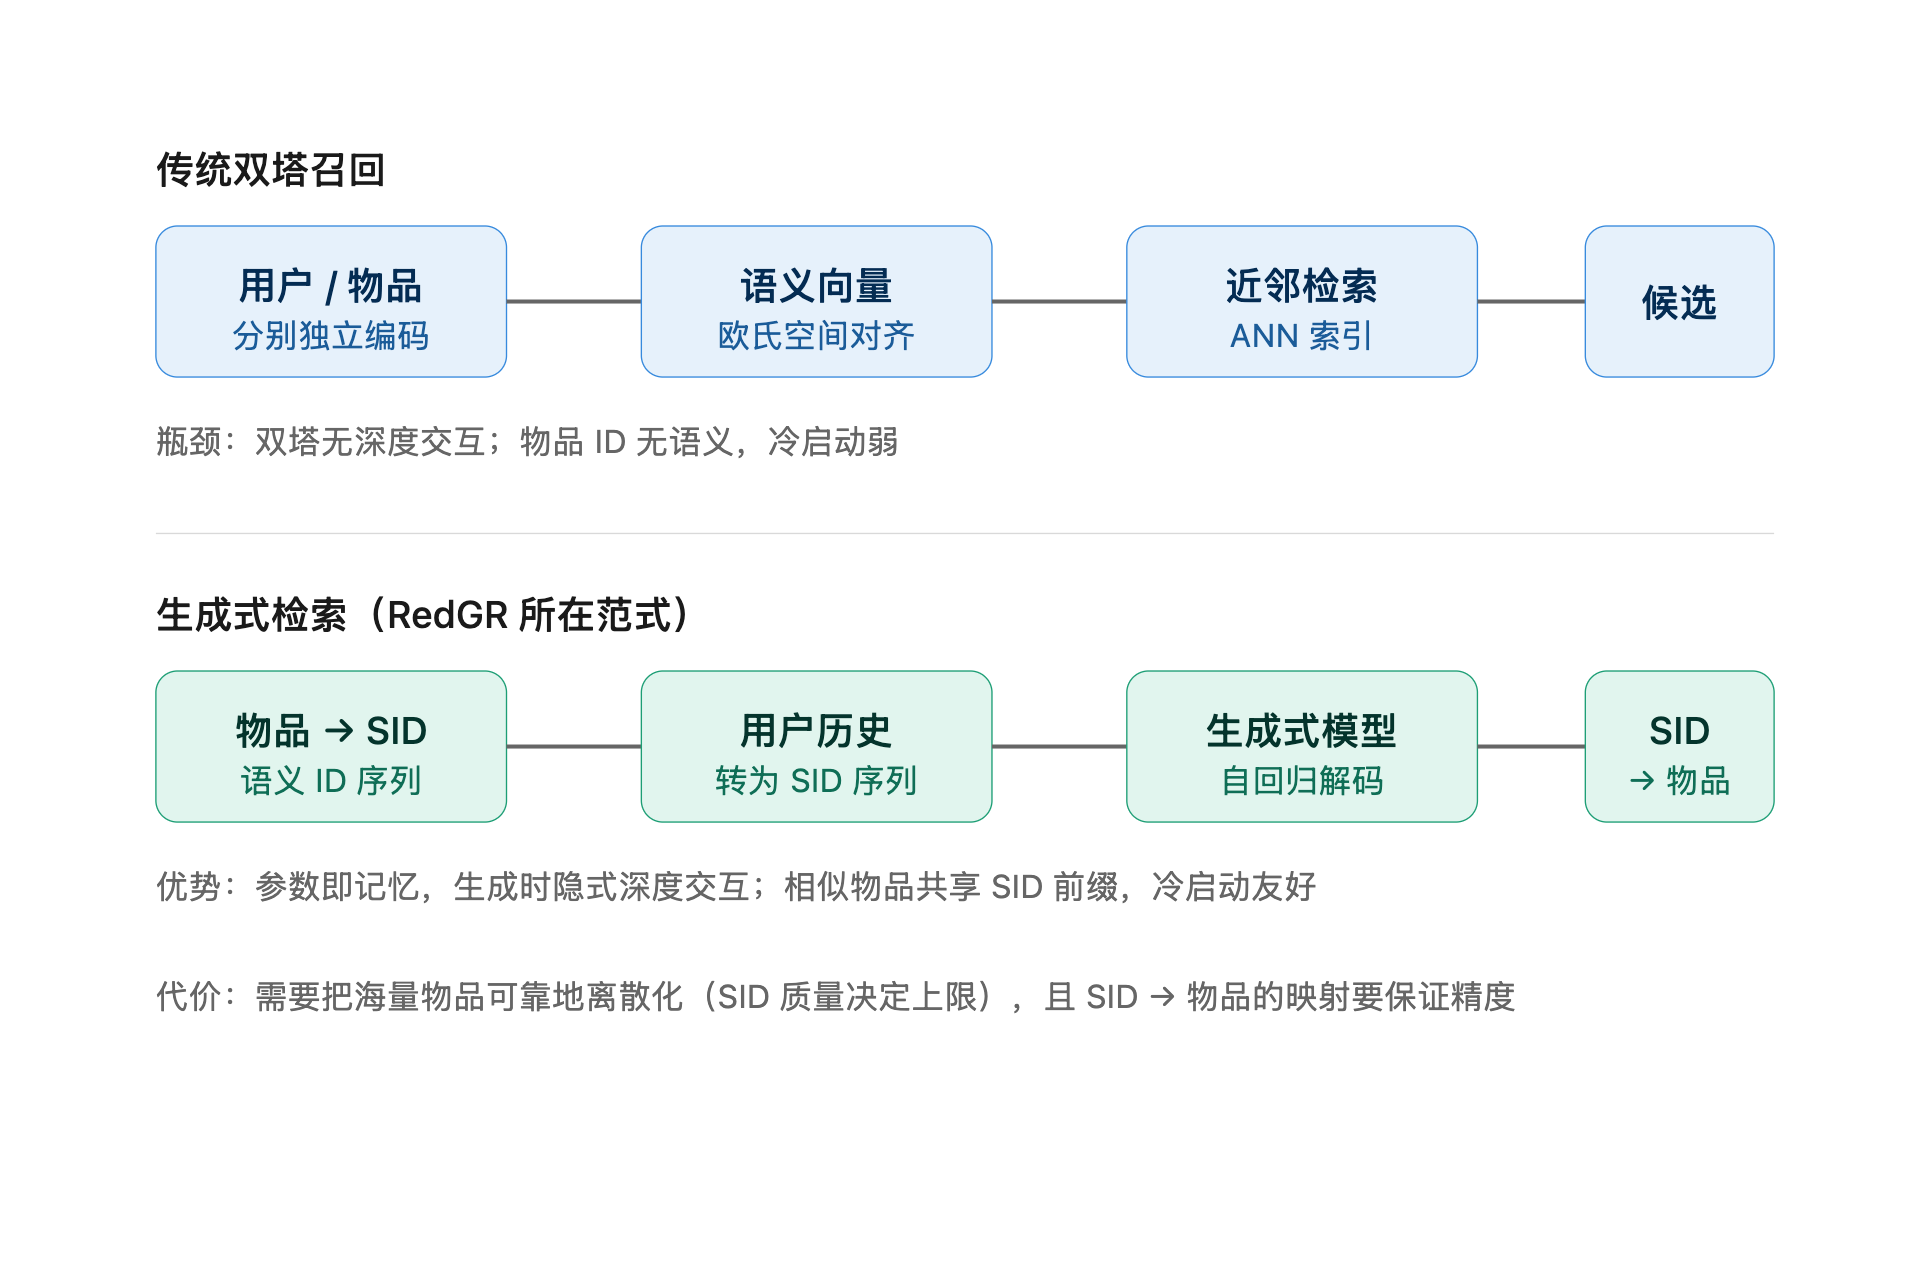 传统双塔召回
用户 / 物品
分别独立编码
语义向量
欧氏空间对齐
近邻检索
ANN 索引
候选
瓶颈：双塔无深度交互；物品 ID 无语义，冷启动弱
生成式检索（RedGR 所在范式）
物品 → SID
语义 ID 序列
用户历史
转为 SID 序列
生成式模型
自回归解码
SID
→ 物品
优势：参数即记忆，生成时隐式深度交互；相似物品共享 SID 前缀，冷启动友好
代价：需要把海量物品可靠地离散化（SID 质量决定上限），且 SID → 物品的映射要保证精度